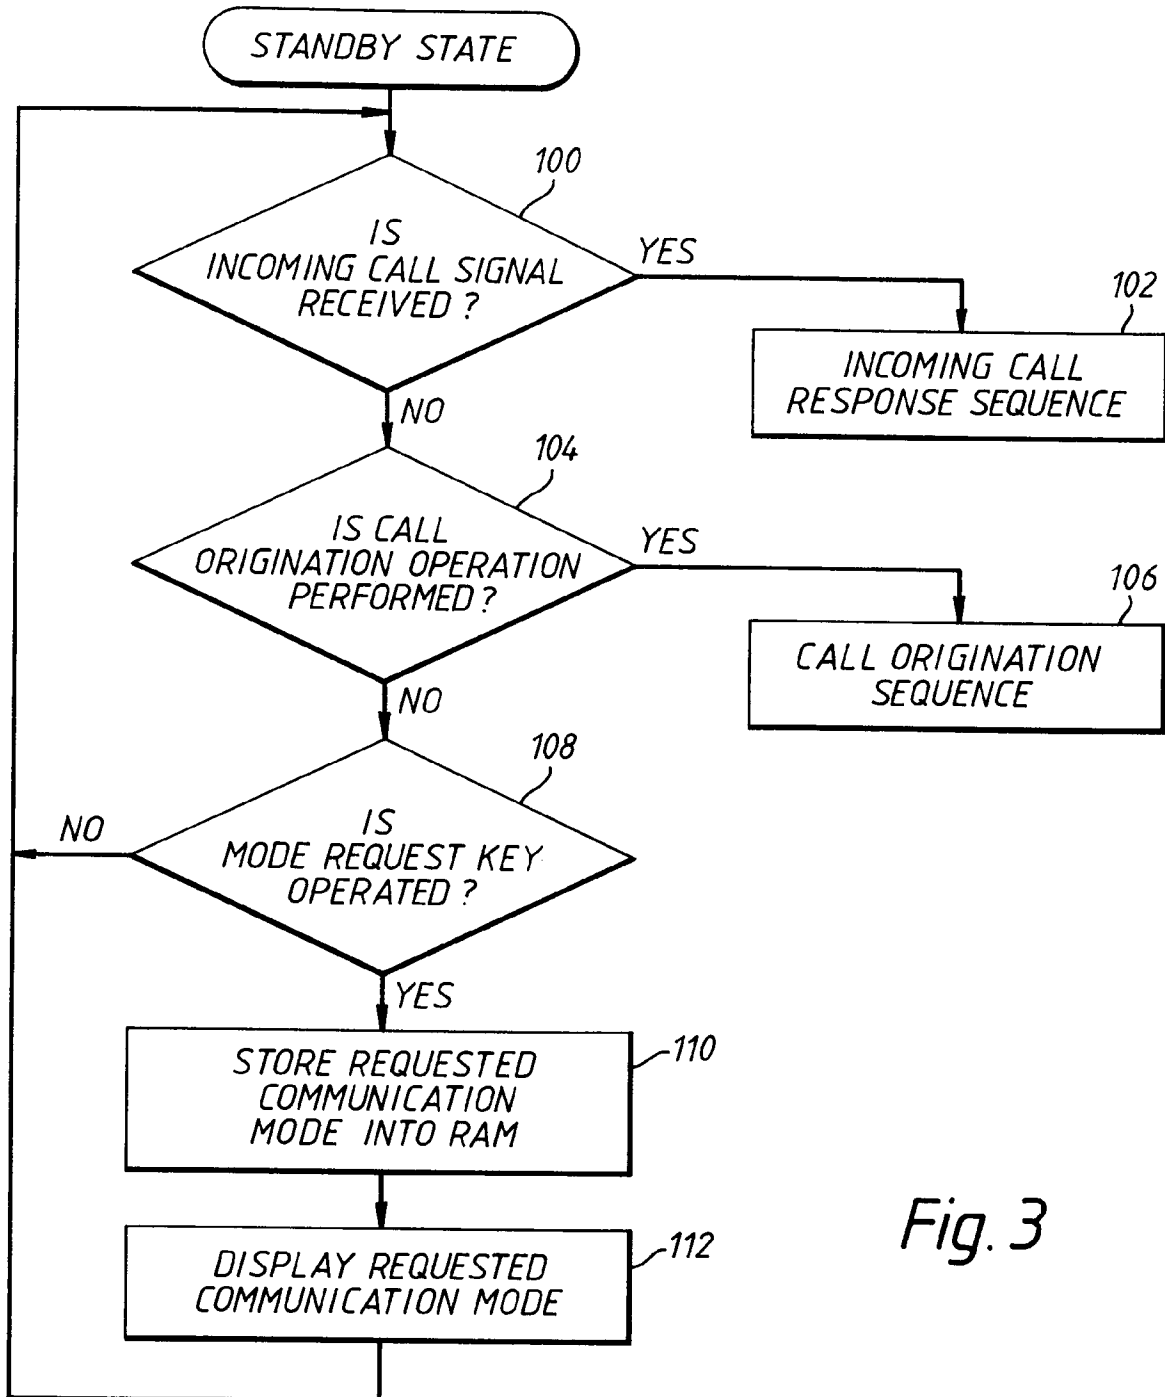 STANDBY STATE
100
IS
INCOMING CALL SIGNAL
RECEIVED?
YES
102
INCOMING CALL
RESPONSE SEQUENCE
NO
104
IS CALL
ORIGINATION OPERATION
PERFORMED?
YES
106
CALL ORIGINATION
SEQUENCE
NO
108
IS
MODE REQUEST KEY
OPERATED?
NO
YES
110
STORE REQUESTED
COMMUNICATION
MODE INTO RAM
112
DISPLAY REQUESTED
COMMUNICATION MODE
Fig. 3